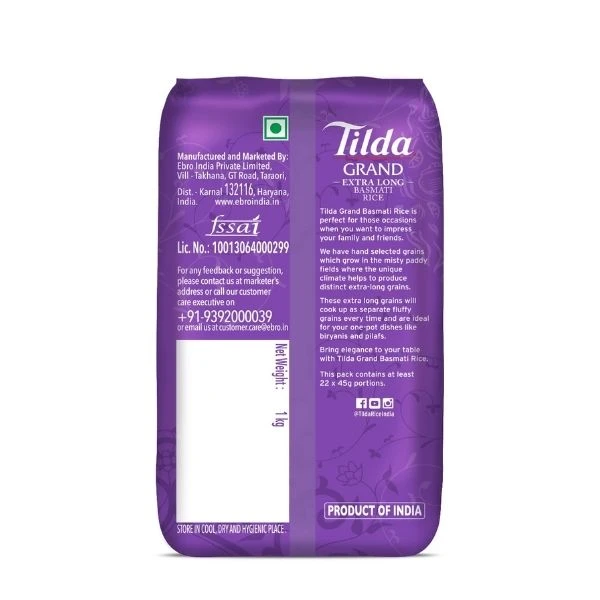 Manufactured and Marketed By:
Ebro India Private Limited,
Vill - Takhana, GT Road, Taraori,
Dist. - Karnal 132116, Haryana,
India. www.ebroindia.in
fssai
Lic. No.: 10013064000299
For any feedback or suggestion,
please contact us at marketer's
address or call our customer
care executive on
+91-9392000039
or email us at customer.care@ebro.in
Net Weight : 1 kg
STORE IN COOL, DRY AND HYGIENIC PLACE.
Tilda
GRAND
EXTRA LONG
BASMATI
RICE
Tilda Grand Basmati Rice is
perfect for those occasions
when you want to impress
your family and friends.
We have hand selected grains
which grow in the misty paddy
fields where the unique
climate helps to produce
distinct extra-long grains.
These extra long grains will
cook up as separate fluffy
grains every time and are ideal
for your one-pot dishes like
biryanis and pilafs.
Bring elegance to your table
with Tilda Grand Basmati Rice.
This pack contains at least
22 x 45g portions.
@TildaRiceIndia
PRODUCT OF INDIA